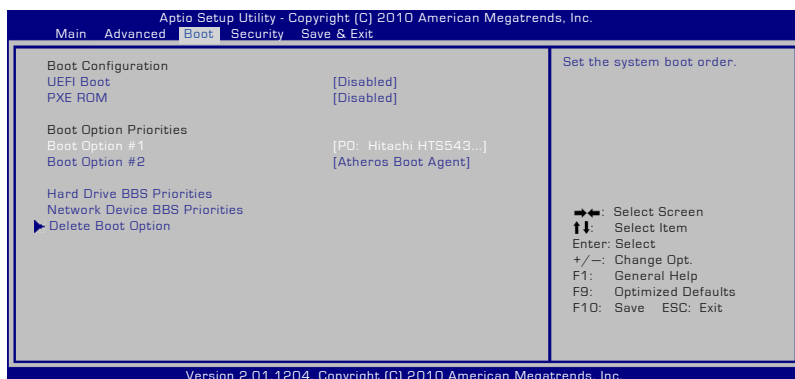 Aptio Setup Utility - Copyright (C) 2010 American Megatrends, Inc.
Main Advanced Boot Security Save & Exit
Boot Configuration
UEFI Boot [Disabled]
PXE ROM [Disabled]
Boot Option Priorities
Boot Option #1 [P0: Hitachi HTS543...]
Boot Option #2 [Atheros Boot Agent]
Hard Drive BBS Priorities
Network Device BBS Priorities
Delete Boot Option
Set the system boot order.
→←: Select Screen
↑↓: Select Item
Enter: Select
+/—: Change Opt.
F1: General Help
F9: Optimized Defaults
F10: Save ESC: Exit
Version 2.01.1204. Copyright (C) 2010 American Megatrends, Inc.